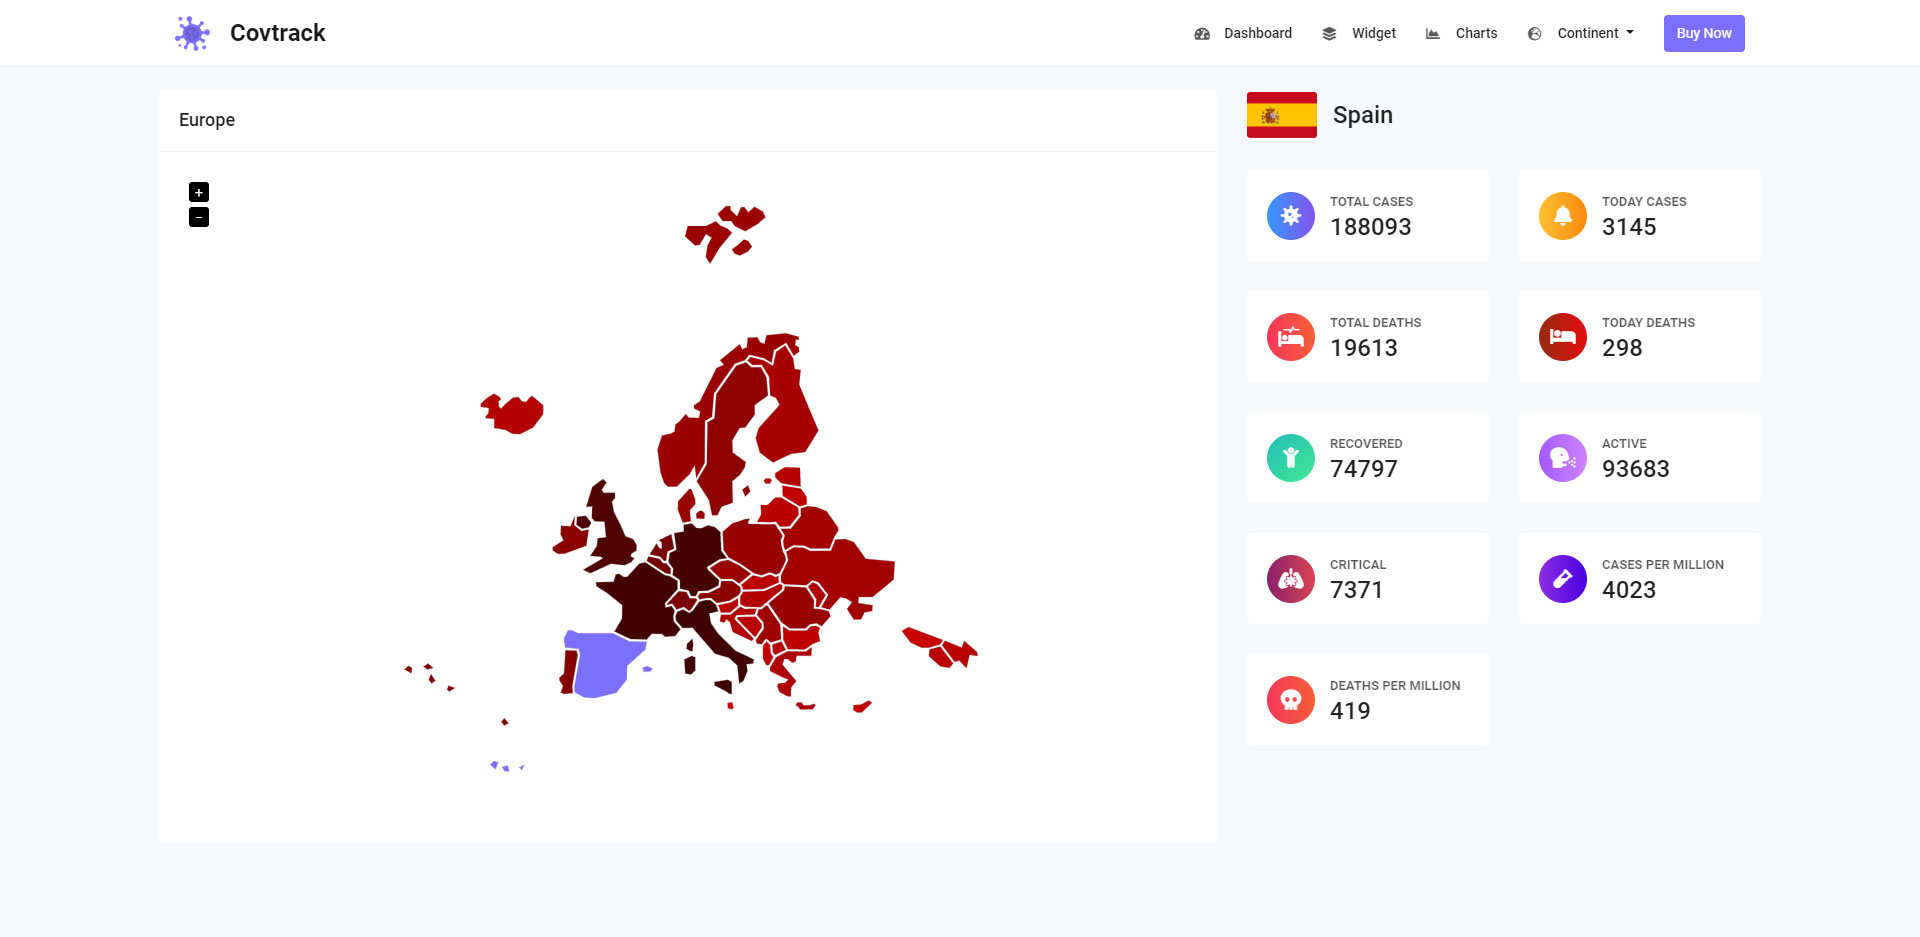 Covtrack
Dashboard
Widget
Charts
Continent
Buy Now
Europe
+
−
Spain
TOTAL CASES
188093
TODAY CASES
3145
TOTAL DEATHS
19613
TODAY DEATHS
298
RECOVERED
74797
ACTIVE
93683
CRITICAL
7371
CASES PER MILLION
4023
DEATHS PER MILLION
419